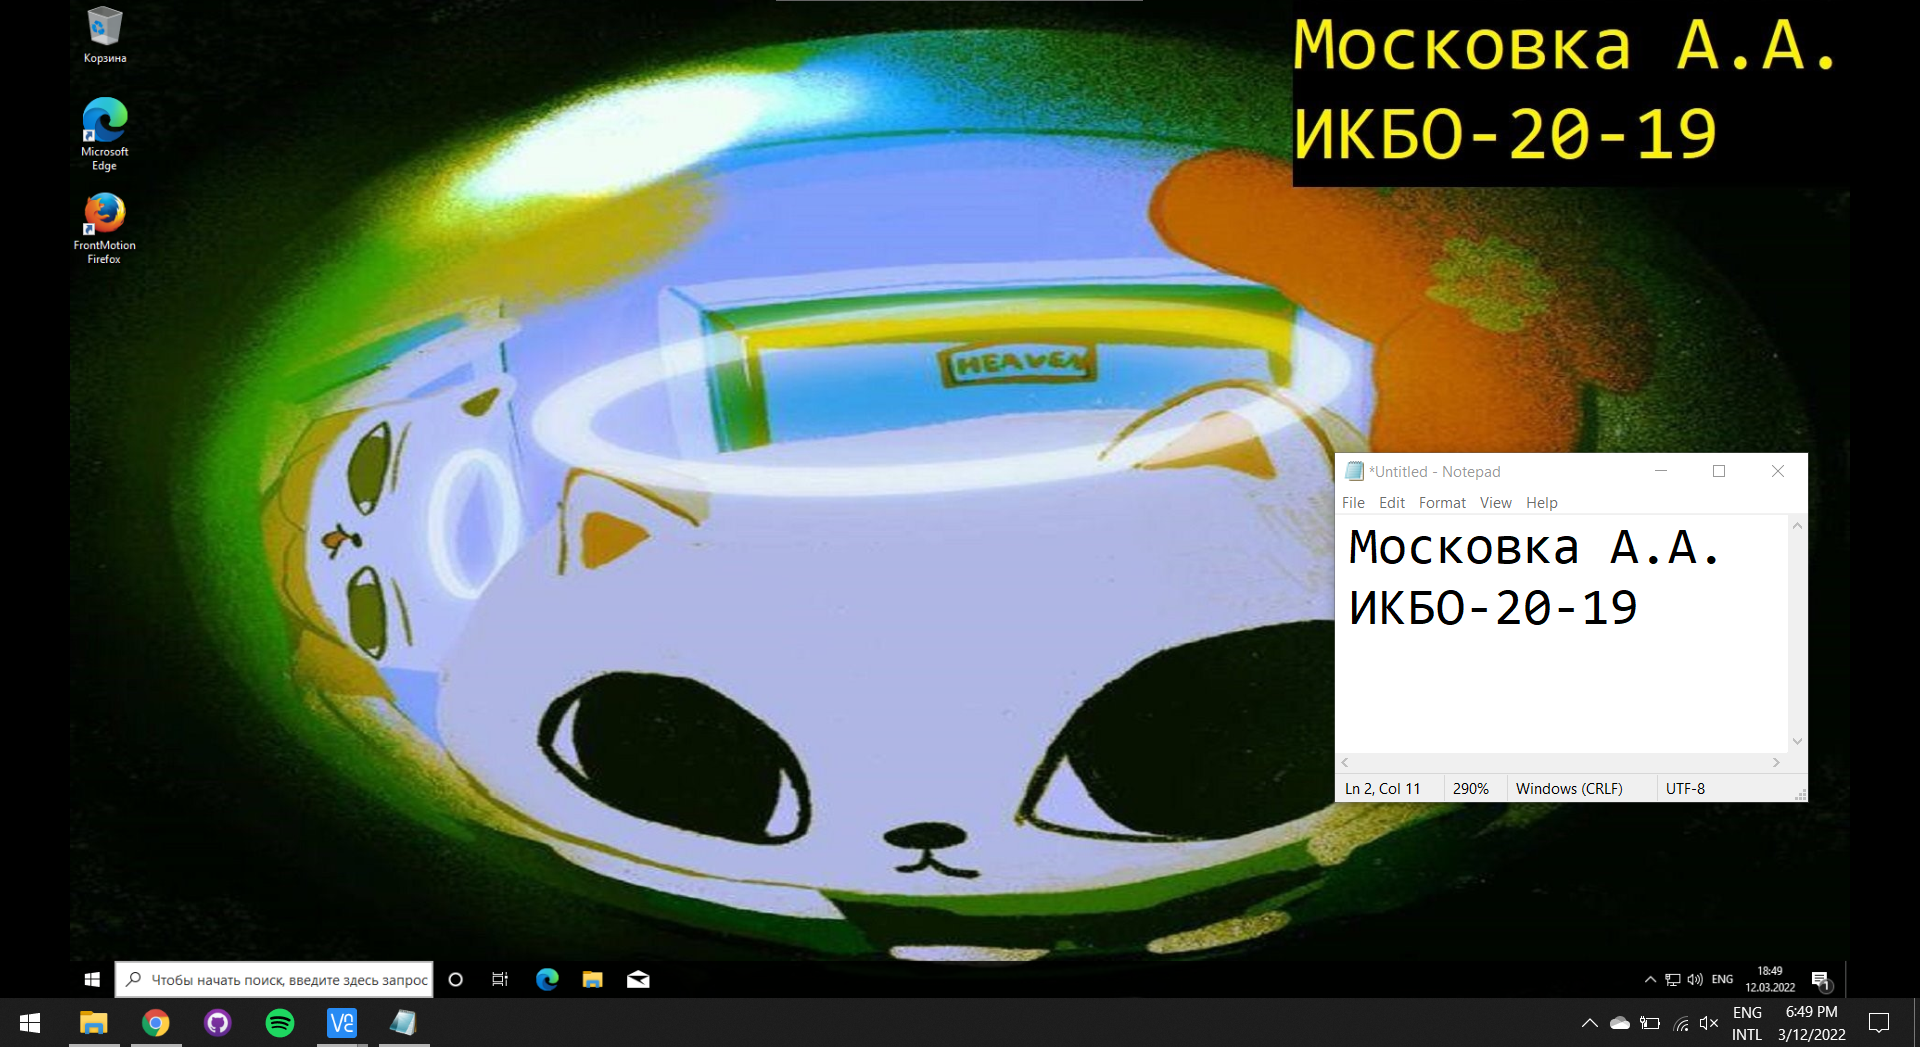 Корзина
Microsoft
Edge
FrontMotion
Firefox
Московка А.А.
ИКБО-20-19
HEAVEN
*Untitled - Notepad
File Edit Format View Help
Московка А.А.
ИКБО-20-19
Ln 2, Col 11 290% Windows (CRLF) UTF-8
Чтобы начать поиск, введите здесь запрос
ENG
18:49
12.03.2022
1
VC
ENG
INTL
6:49 PM
3/12/2022